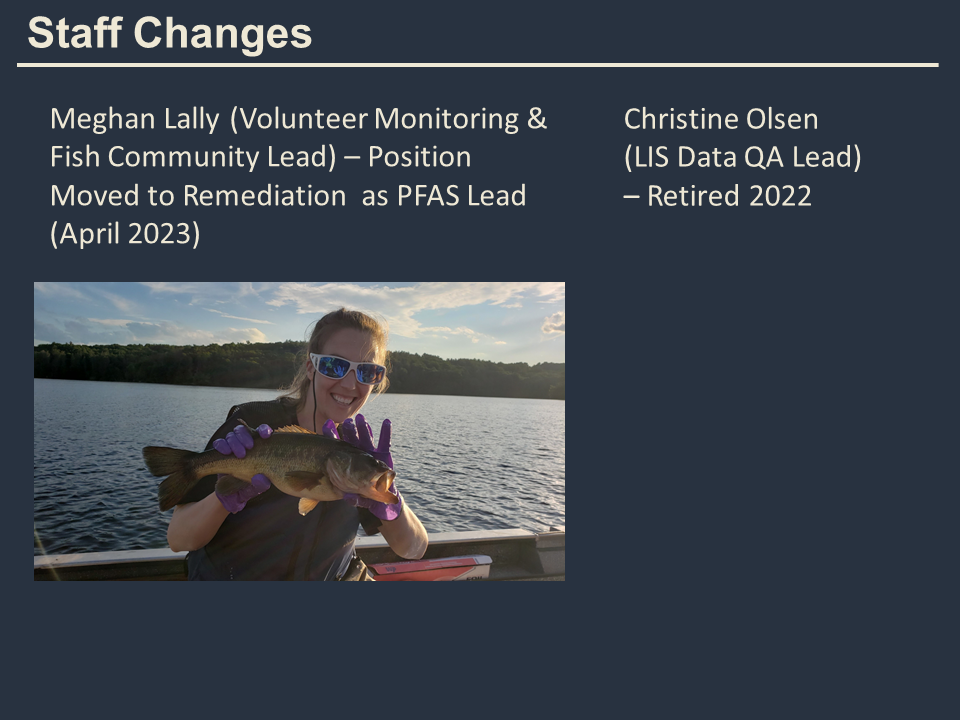 Staff Changes
Meghan Lally (Volunteer Monitoring &
Fish Community Lead) – Position
Moved to Remediation  as PFAS Lead
(April 2023)
Christine Olsen
(LIS Data QA Lead)
– Retired 2022